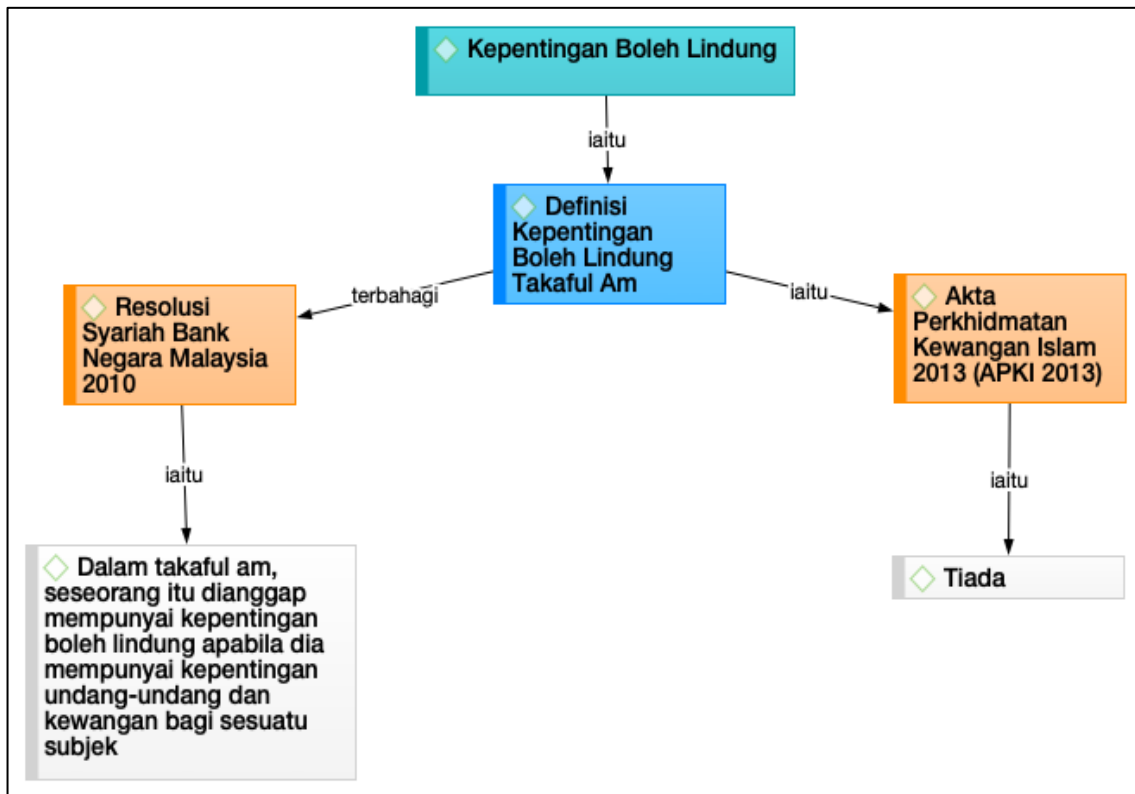 Kepentingan Boleh Lindung
iaitu
Definisi
Kepentingan
Boleh Lindung
Takaful Am
terbahagi
iaitu
Resolusi
Syariah Bank
Negara Malaysia
2010
Akta
Perkhidmatan
Kewangan Islam
2013 (APKI 2013)
iaitu
iaitu
Dalam takaful am,
seseorang itu dianggap
mempunyai kepentingan
boleh lindung apabila dia
mempunyai kepentingan
undang-undang dan
kewangan bagi sesuatu
subjek
Tiada